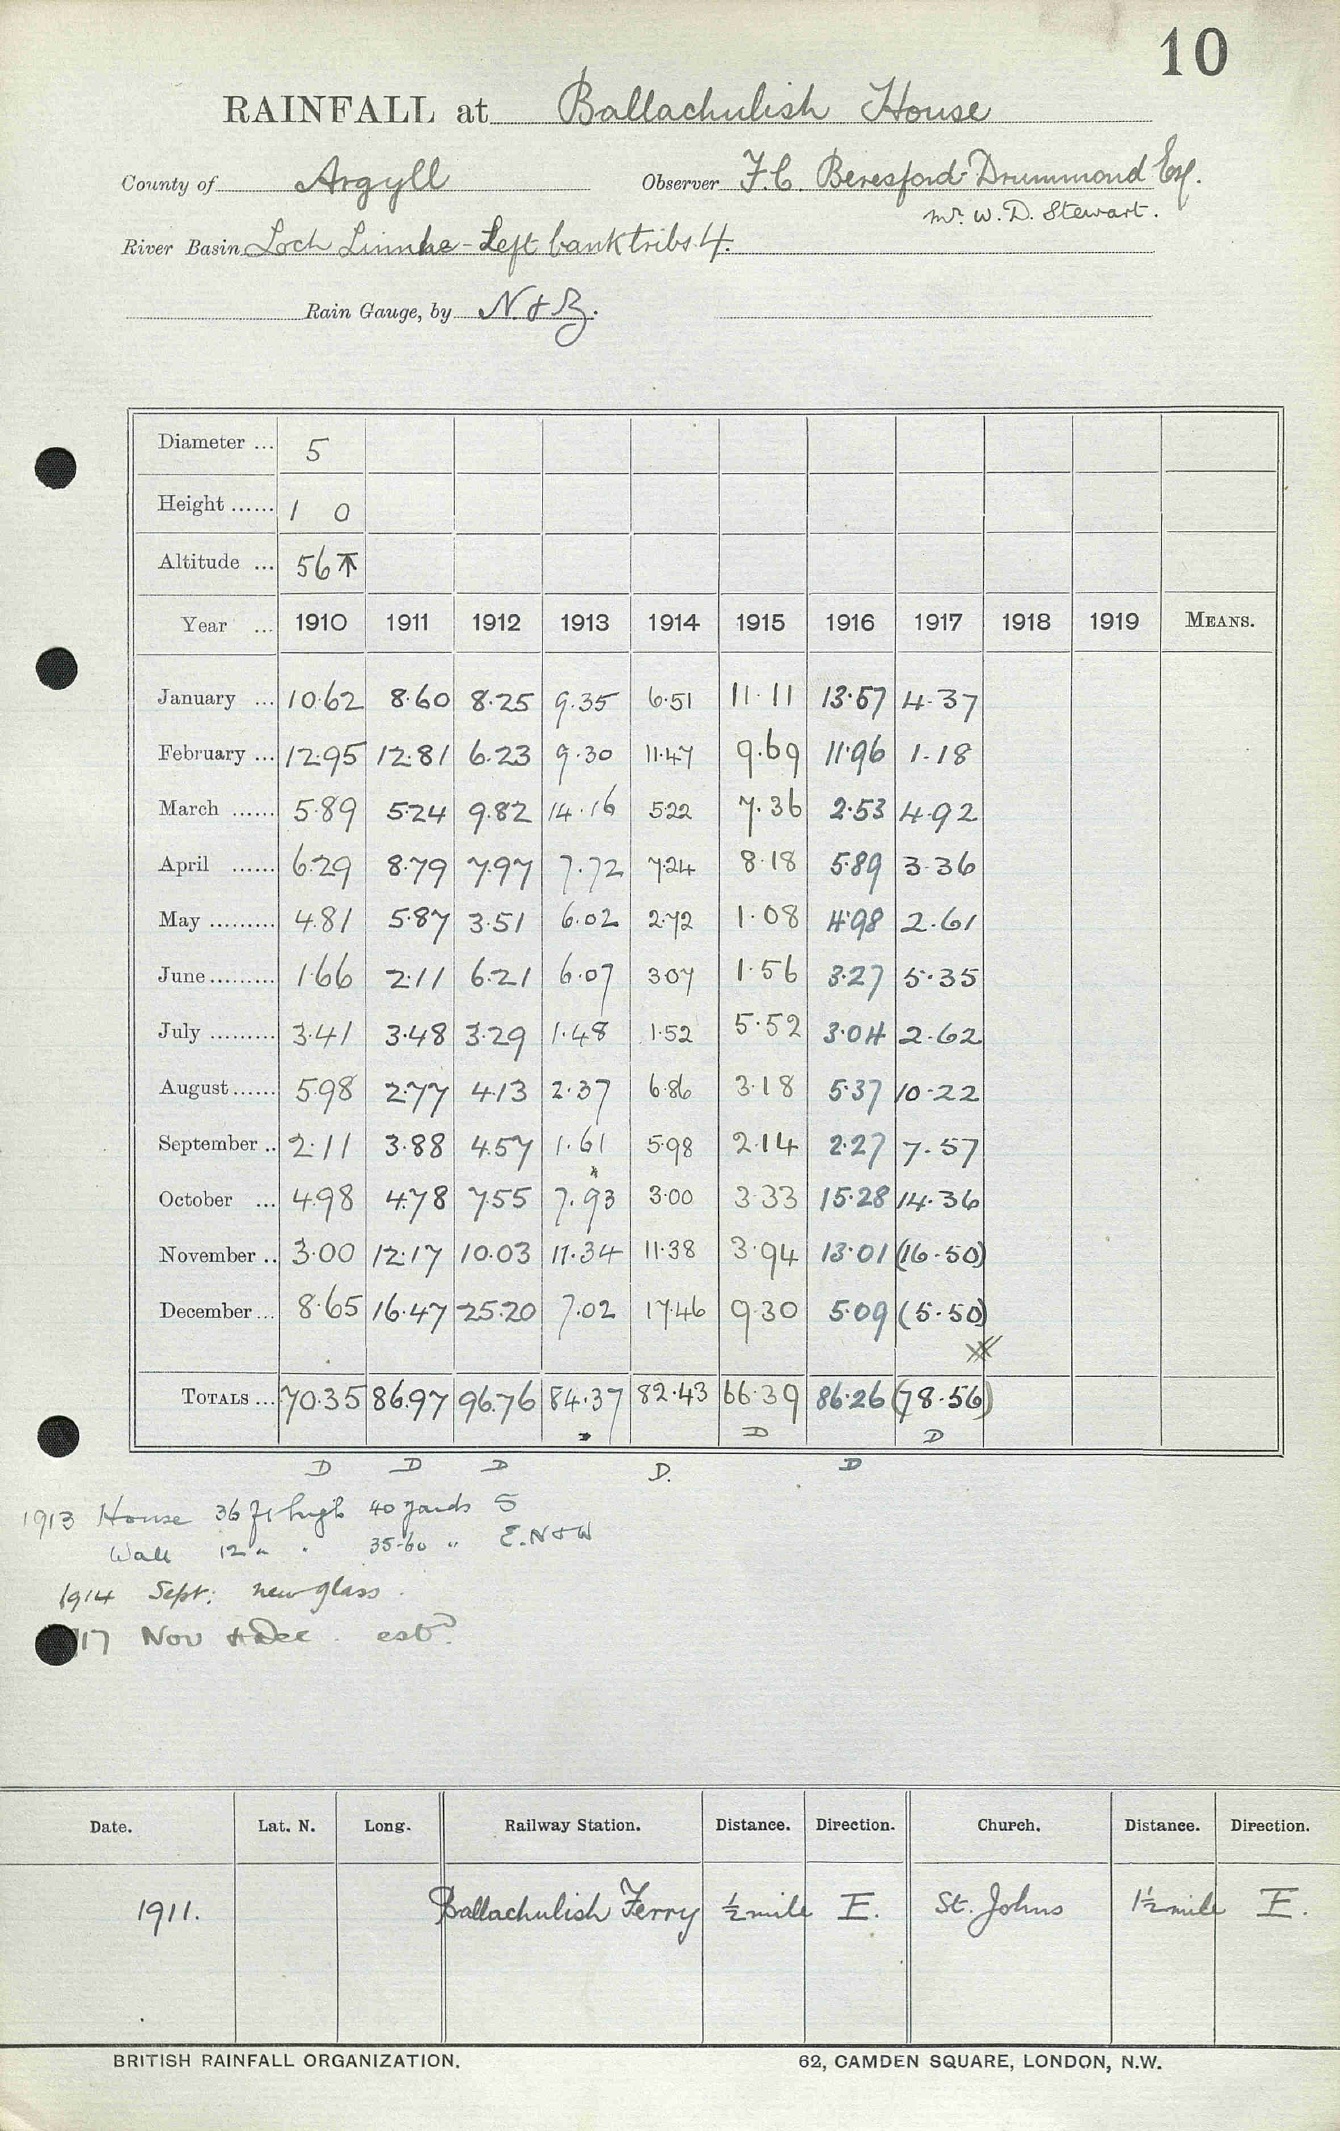 10
RAINFALL at Ballachulish House
County of Argyll Observer F.C. Beresford-Drummond Esq.
Mr. W. D. Stewart.
River Basin Loch Linnhe - Left bank tribs 4.
Rain Gauge, by N. & Z.
Diameter ... 5
Height ...... 1 0
Altitude ... 56
Year ... 1910 1911 1912 1913 1914 1915 1916 1917 1918 1919 MEANS.
January ... 10.62 8.60 8.25 9.35 6.51 11.11 13.57 4.37
February ... 12.95 12.81 6.23 9.30 11.47 9.69 11.96 1.18
March ...... 5.89 5.24 9.82 14.16 5.22 7.36 2.53 4.92
April ...... 6.29 8.79 7.97 7.72 7.24 8.18 5.89 3.36
May ......... 4.81 5.87 3.51 6.02 2.72 1.08 4.98 2.61
June ......... 1.66 2.11 6.21 6.07 3.07 1.56 3.27 5.35
July ......... 3.41 3.48 3.29 1.48 1.52 5.52 3.04 2.62
August ...... 5.98 2.77 4.13 2.37 6.86 3.18 5.37 10.22
September .. 2.11 3.88 4.57 1.61 5.98 2.14 2.27 7.57
October ... 4.98 4.78 7.55 7.93 3.00 3.33 15.28 14.36
November .. 3.00 12.17 10.03 11.34 11.38 3.94 13.01 (16.50)
December ... 8.65 16.47 25.20 7.02 17.46 9.30 5.09 (5.50)
TOTALS ... 70.35 86.97 96.76 84.37 82.43 66.39 86.26 (78.56)
D D
D D D D. D
1913 House 36 ft high 40 yards S
Wall 12 " " 35-60 " E. N & W
1914 Sept: new glass.
17 Nov & Dec. estd.
Date. Lat. N. Long. Railway Station. Distance. Direction. Church. Distance. Direction.
1911. Ballachulish Ferry ½ mile E. St. Johns 1½ mile E.
BRITISH RAINFALL ORGANIZATION. 62, CAMDEN SQUARE, LONDON, N.W.